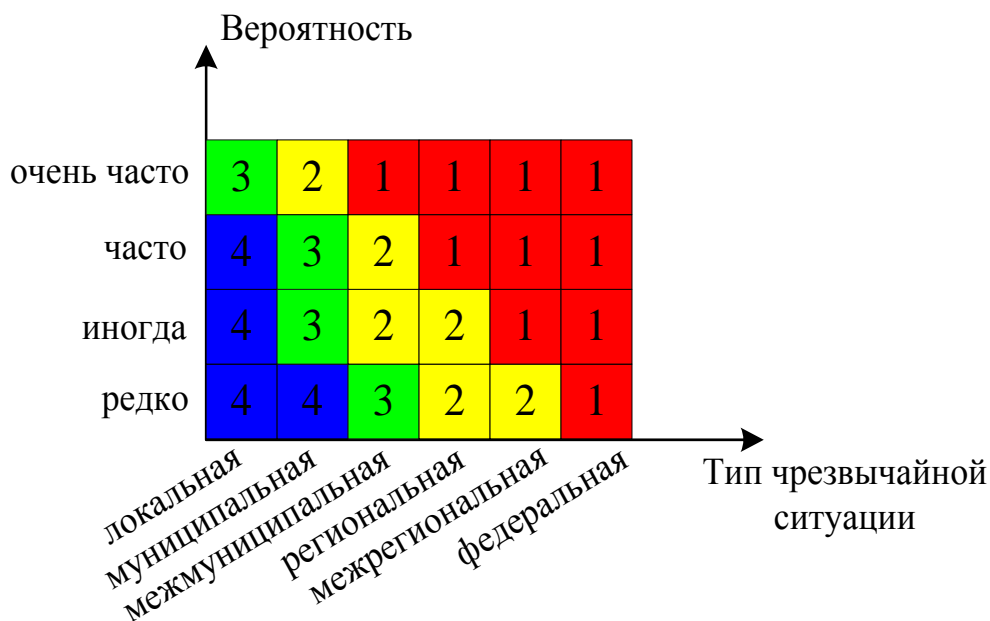 Вероятность
очень часто 3 2 1 1 1 1
часто 4 3 2 1 1 1
иногда 4 3 2 2 1 1
редко 4 4 3 2 2 1
локальная
муниципальная
межмуниципальная
региональная
межрегиональная
федеральная
Тип чрезвычайной
ситуации